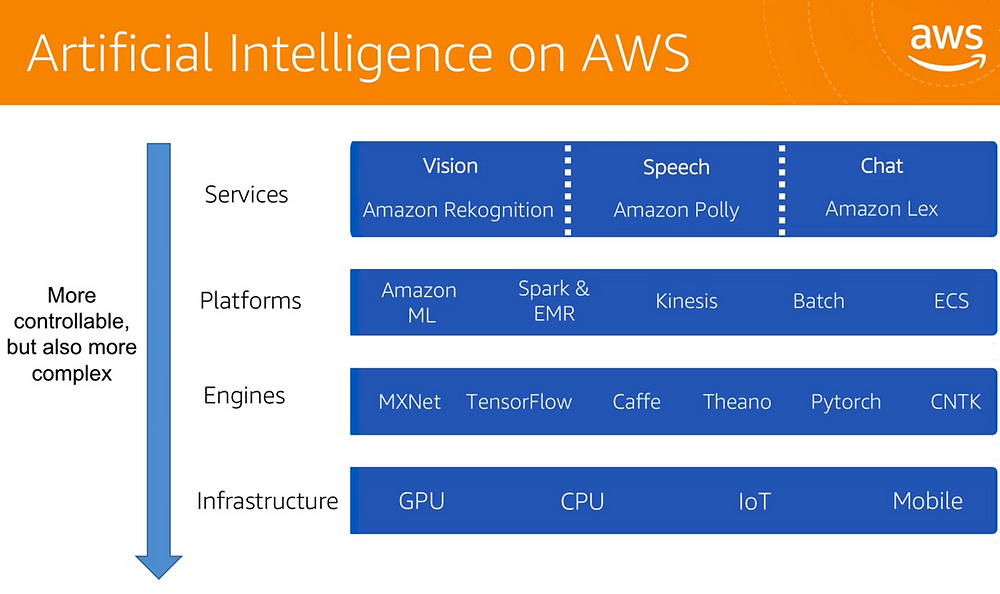 Artificial Intelligence on AWS
aws
Services
Vision
Amazon Rekognition
Speech
Amazon Polly
Chat
Amazon Lex
More
controllable,
but also more
complex
Platforms
Amazon
ML
Spark &
EMR
Kinesis
Batch
ECS
Engines
MXNet
TensorFlow
Caffe
Theano
Pytorch
CNTK
Infrastructure
GPU
CPU
IoT
Mobile